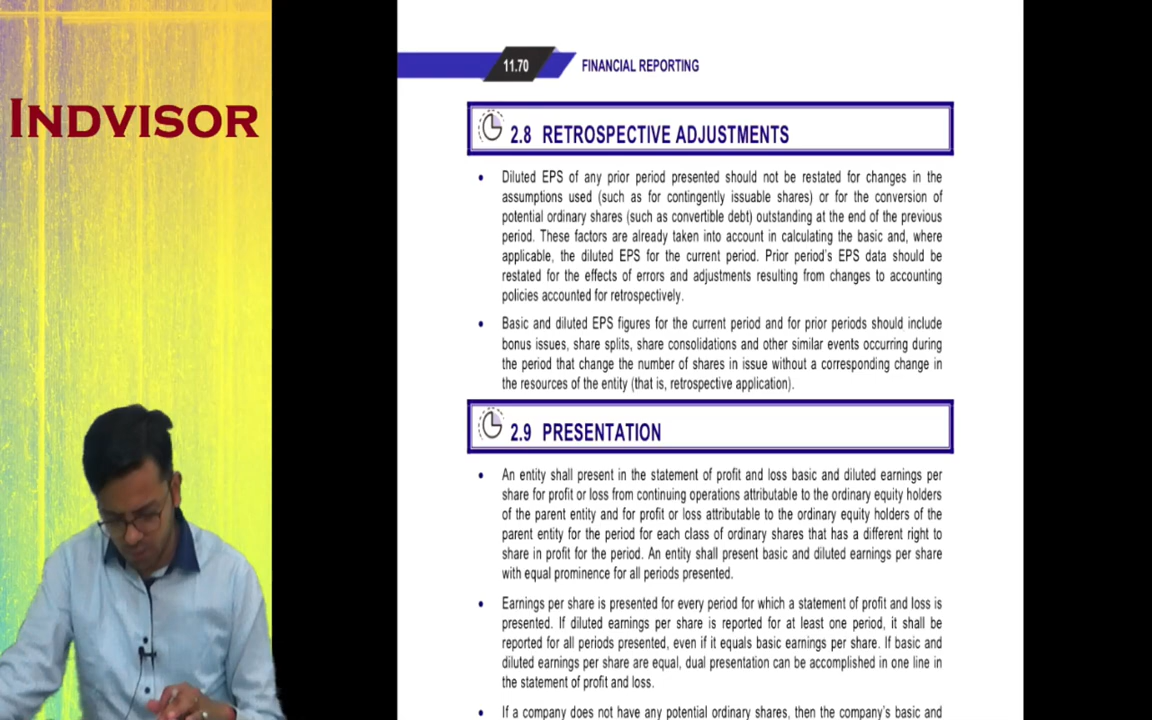 INDVISOR
11.70 FINANCIAL REPORTING
2.8 RETROSPECTIVE ADJUSTMENTS
• Diluted EPS of any prior period presented should not be restated for changes in the
assumptions used (such as for contingently issuable shares) or for the conversion of
potential ordinary shares (such as convertible debt) outstanding at the end of the previous
period. These factors are already taken into account in calculating the basic and, where
applicable, the diluted EPS for the current period. Prior period's EPS data should be
restated for the effects of errors and adjustments resulting from changes to accounting
policies accounted for retrospectively.
• Basic and diluted EPS figures for the current period and for prior periods should include
bonus issues, share splits, share consolidations and other similar events occurring during
the period that change the number of shares in issue without a corresponding change in
the resources of the entity (that is, retrospective application).
2.9 PRESENTATION
• An entity shall present in the statement of profit and loss basic and diluted earnings per
share for profit or loss from continuing operations attributable to the ordinary equity holders
of the parent entity and for profit or loss attributable to the ordinary equity holders of the
parent entity for the period for each class of ordinary shares that has a different right to
share in profit for the period. An entity shall present basic and diluted earnings per share
with equal prominence for all periods presented.
• Earnings per share is presented for every period for which a statement of profit and loss is
presented. If diluted earnings per share is reported for at least one period, it shall be
reported for all periods presented, even if it equals basic earnings per share. If basic and
diluted earnings per share are equal, dual presentation can be accomplished in one line in
the statement of profit and loss.
• If a company does not have any potential ordinary shares, then the company's basic and